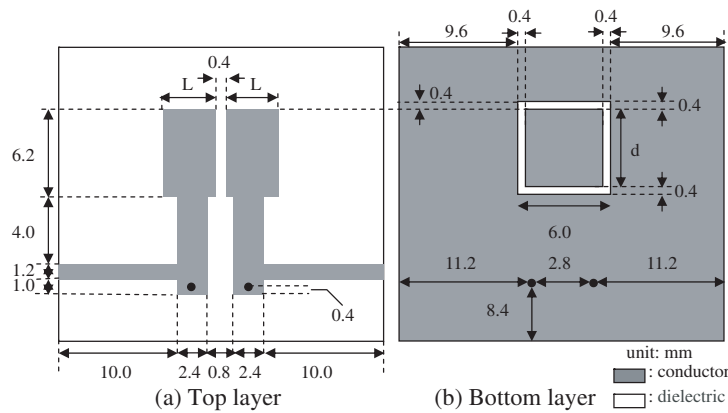 0.4
L
L
6.2
4.0
1.2
1.0
0.4
10.0
2.4
0.8
2.4
10.0
(a) Top layer
0.4
0.4
9.6
9.6
0.4
0.4
d
0.4
6.0
11.2
2.8
11.2
8.4
(b) Bottom layer
unit: mm
: conductor
: dielectric